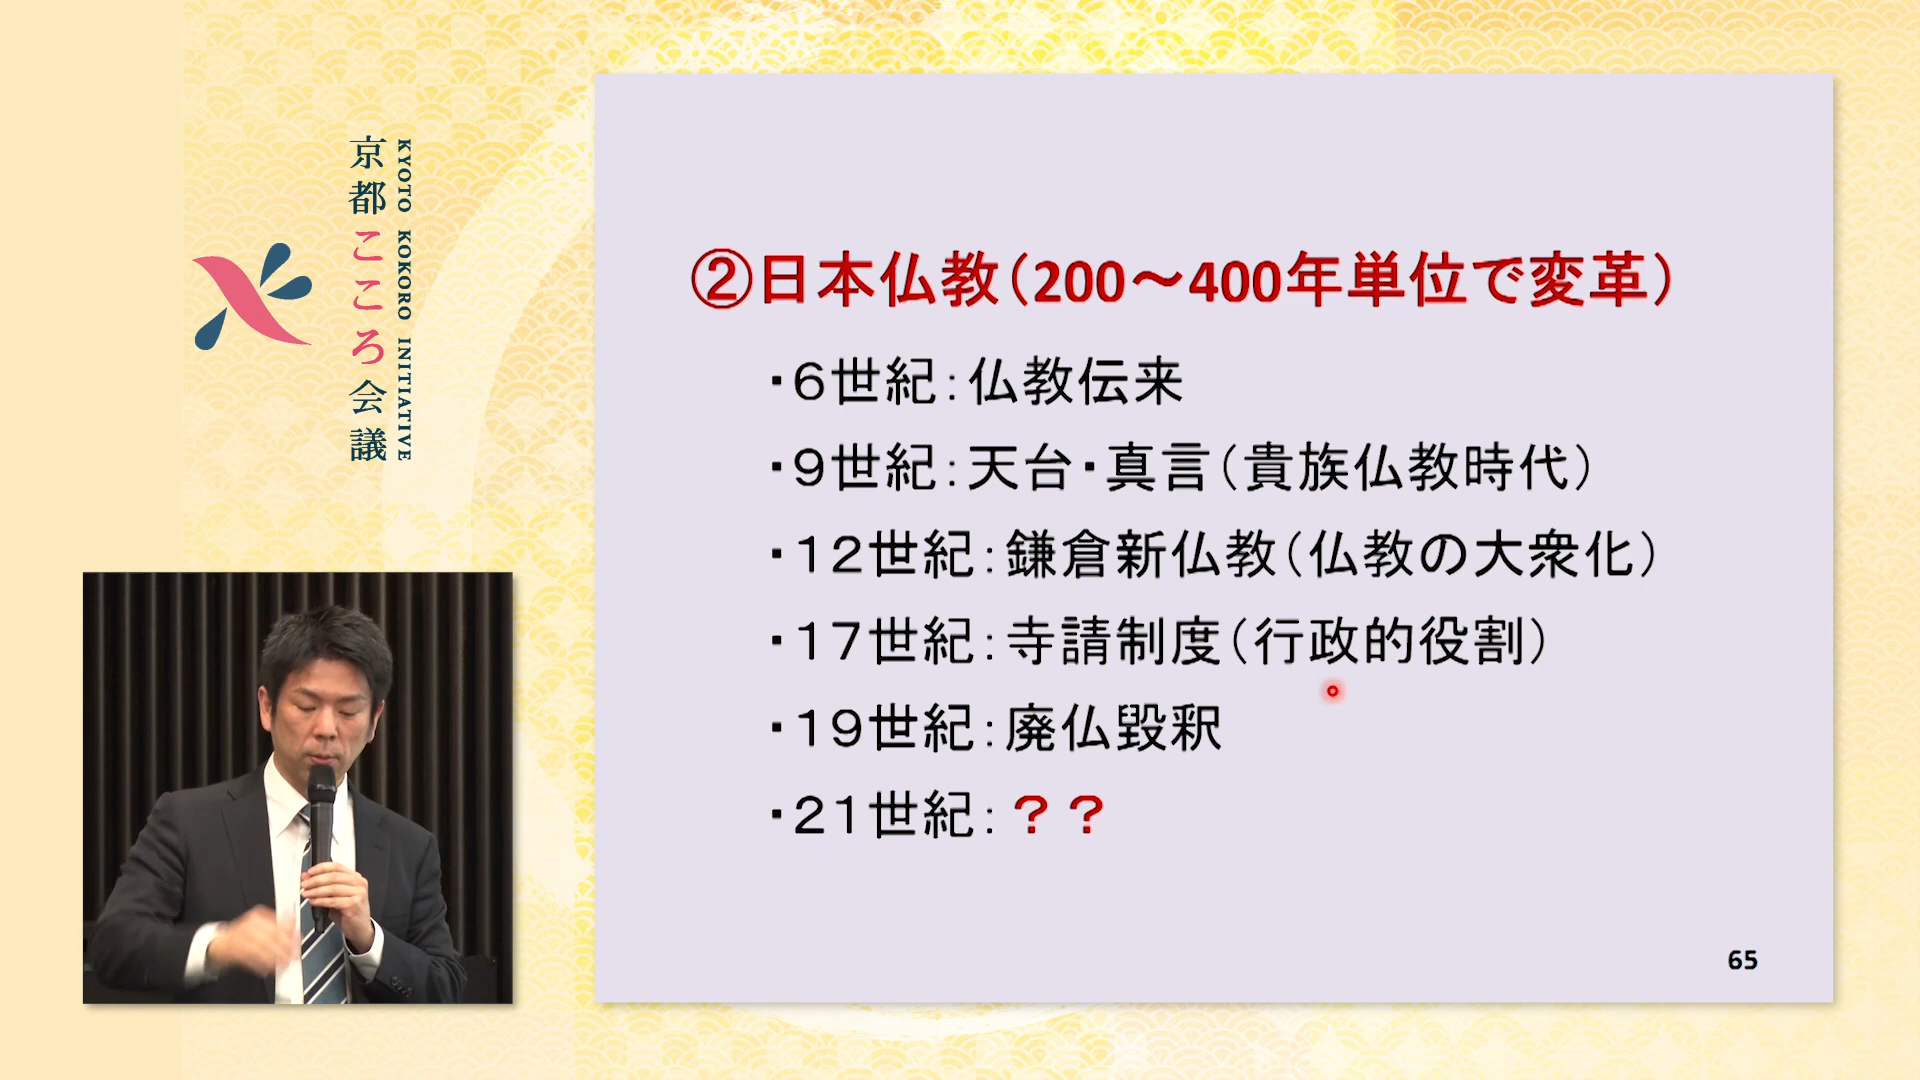 京都こころ会議
KYOTO KOKORO INITIATIVE
②日本仏教（200～400年単位で変革）
・6世紀：仏教伝来
・9世紀：天台・真言（貴族仏教時代）
・12世紀：鎌倉新仏教（仏教の大衆化）
・17世紀：寺請制度（行政的役割）
・19世紀：廃仏毀釈
・21世紀：？？
65